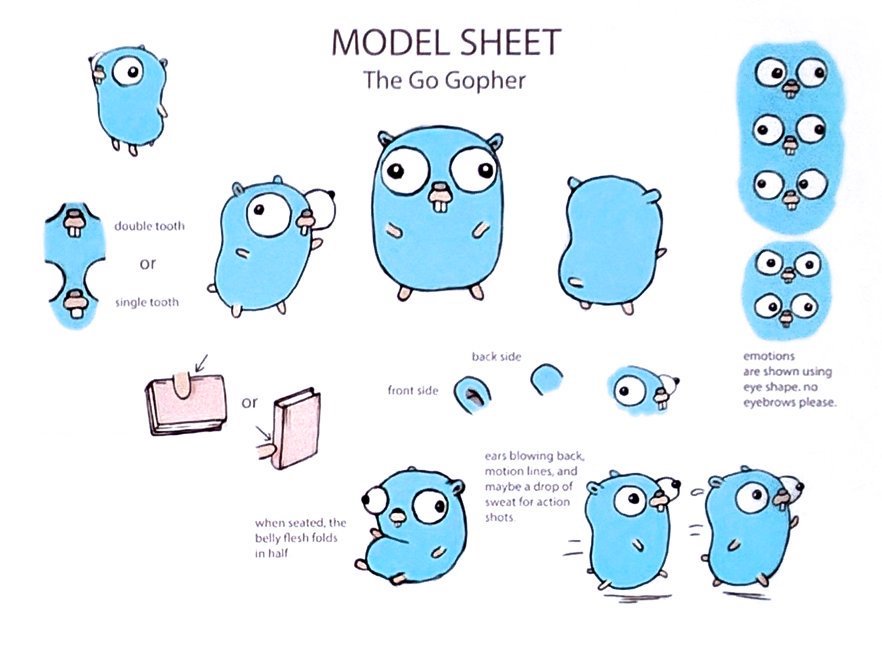 MODEL SHEET
The Go Gopher
double tooth
or
single tooth
emotions
are shown using
eye shape. no
eyebrows please.
back side
front side
or
ears blowing back,
motion lines, and
maybe a drop of
sweat for action
shots
when seated, the
belly flesh folds
in half